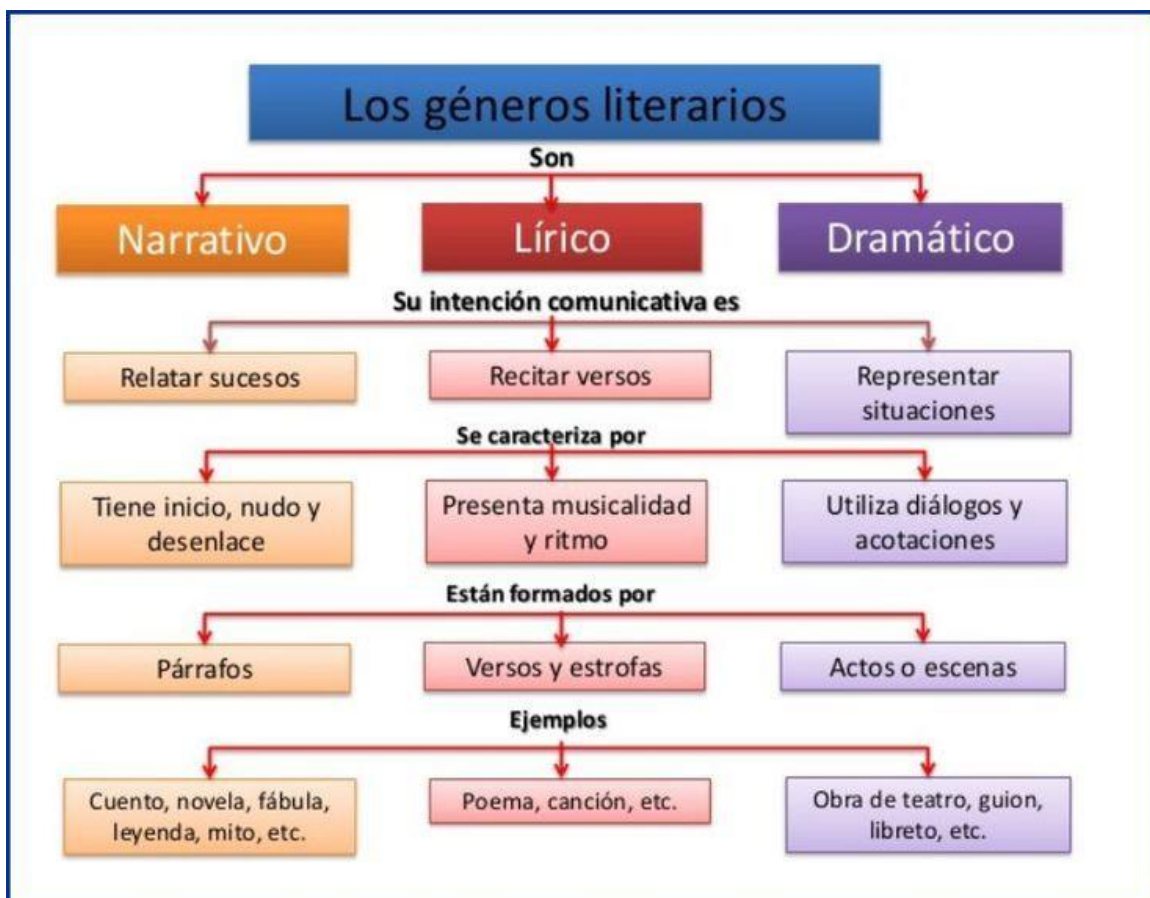 Los géneros literarios
Son
Narrativo
Lírico
Dramático
Su intención comunicativa es
Relatar sucesos
Recitar versos
Representar
situaciones
Se caracteriza por
Tiene inicio, nudo y
desenlace
Presenta musicalidad
y ritmo
Utiliza diálogos y
acotaciones
Están formados por
Párrafos
Versos y estrofas
Actos o escenas
Ejemplos
Cuento, novela, fábula,
leyenda, mito, etc.
Poema, canción, etc.
Obra de teatro, guion,
libreto, etc.